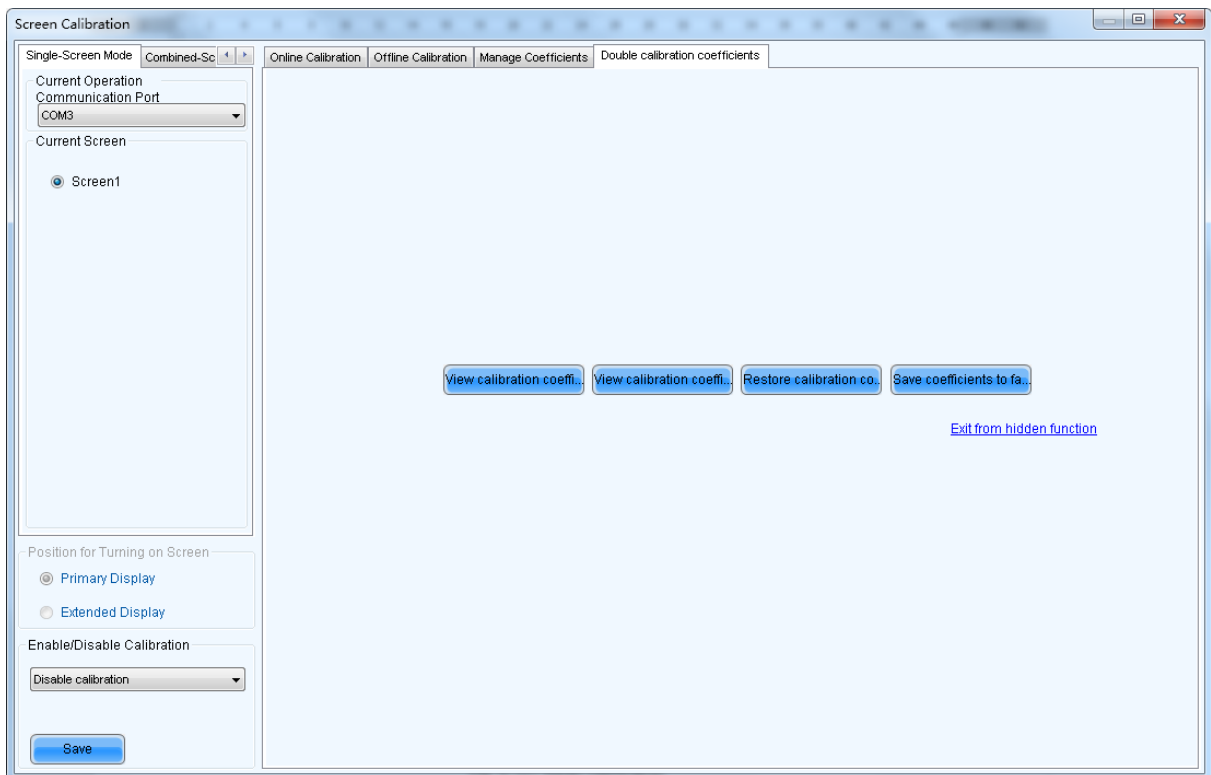 Screen Calibration
Single-Screen Mode
Combined-Sc
Online Calibration
Offline Calibration
Manage Coefficients
Double calibration coefficients
Current Operation
Communication Port
COM3
Current Screen
Screen1
View calibration coeffi...
View calibration coeffi...
Restore calibration co...
Save coefficients to fa...
Exit from hidden function
Position for Turning on Screen
Primary Display
Extended Display
Enable/Disable Calibration
Disable calibration
Save